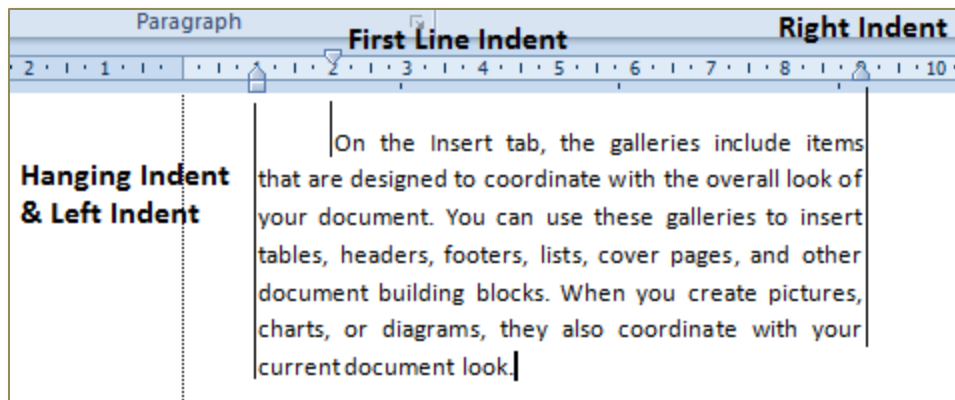 Paragraph
First Line Indent
Right Indent
2 1 1 2 3 4 5 6 7 8 9 10
On the Insert tab, the galleries include items
Hanging Indent
& Left Indent
that are designed to coordinate with the overall look of
your document. You can use these galleries to insert
tables, headers, footers, lists, cover pages, and other
document building blocks. When you create pictures,
charts, or diagrams, they also coordinate with your
current document look.